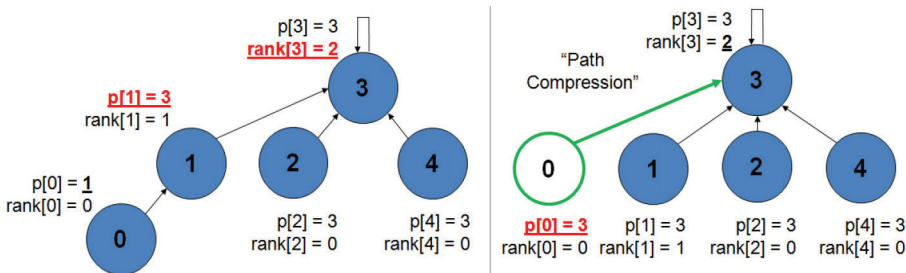 p[3] = 3
rank[3] = 2
3
p[1] = 3
rank[1] = 1
1
2
4
p[0] = 1
rank[0] = 0
0
p[2] = 3
rank[2] = 0
p[4] = 3
rank[4] = 0
p[3] = 3
rank[3] = 2
“Path
Compression”
3
0
1
2
4
p[0] = 3
rank[0] = 0
p[1] = 3
rank[1] = 1
p[2] = 3
rank[2] = 0
p[4] = 3
rank[4] = 0